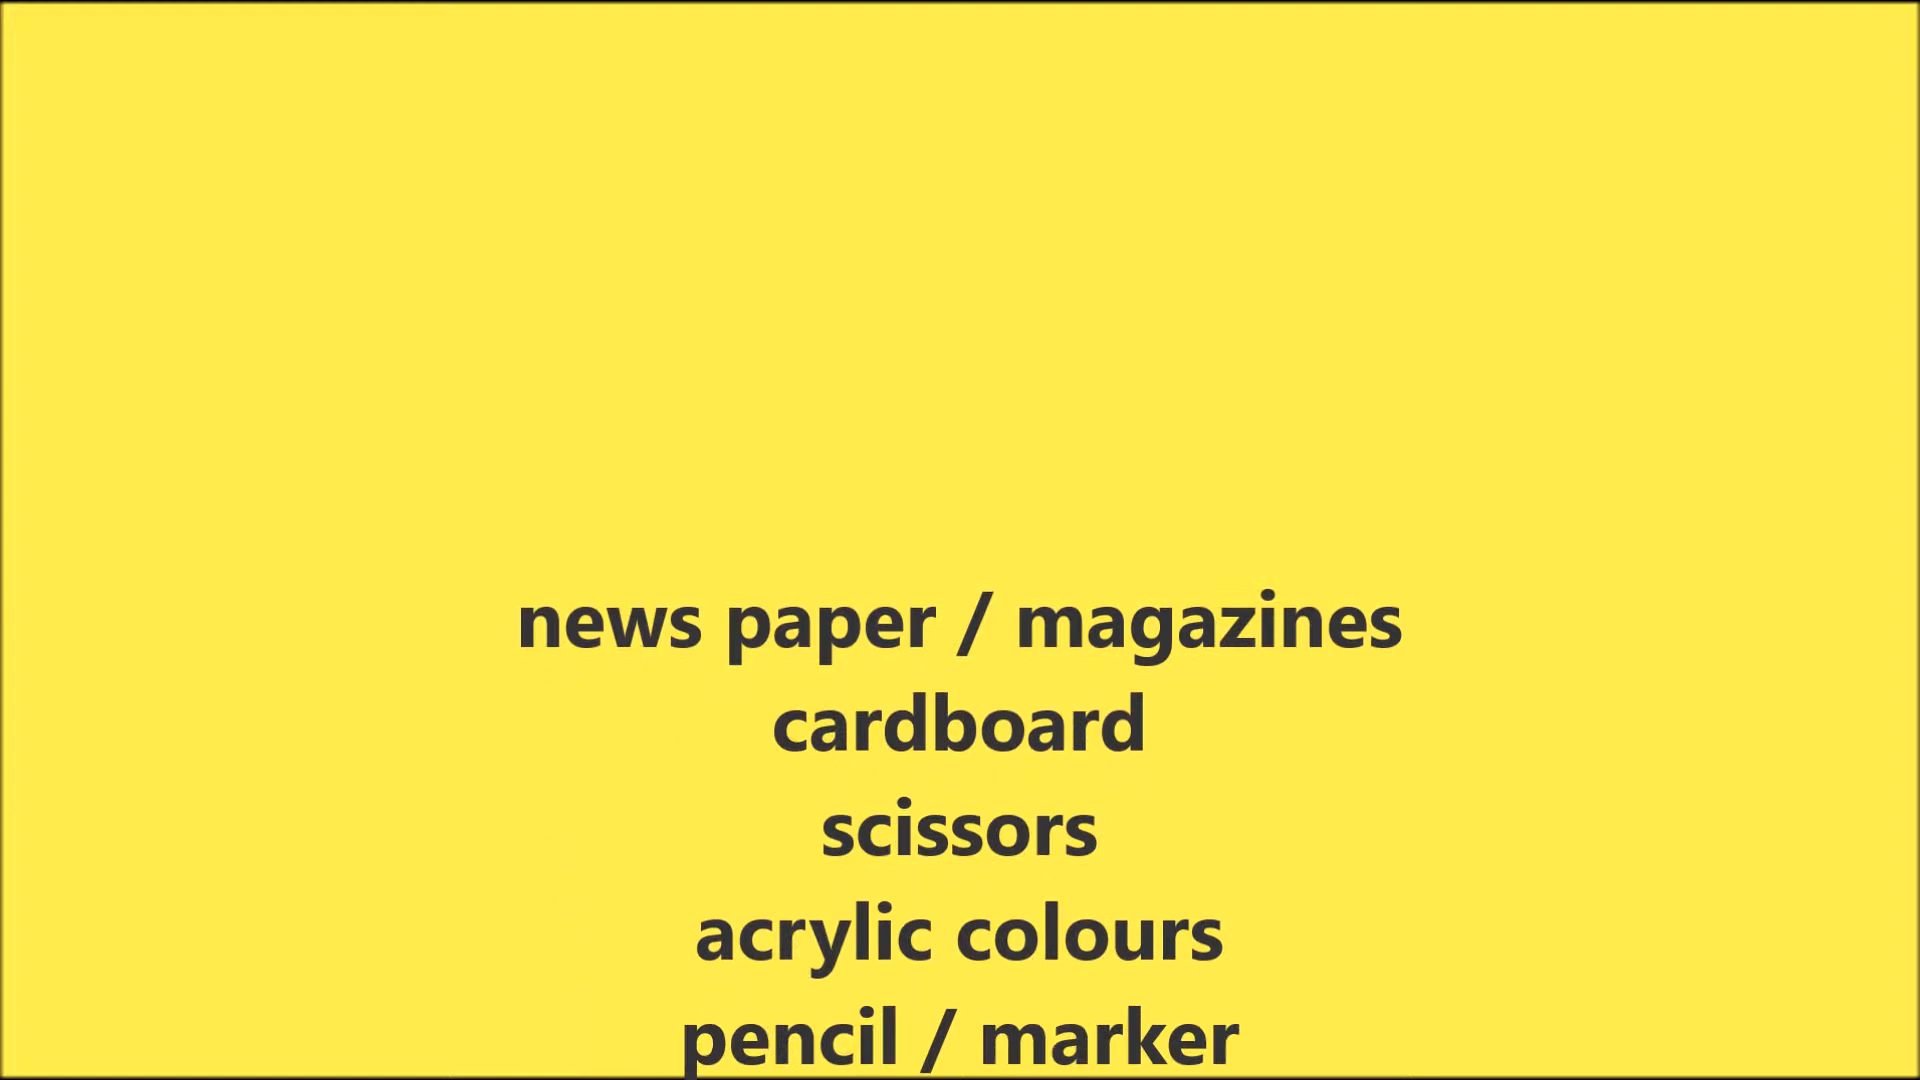 news paper / magazines
cardboard
scissors
acrylic colours
pencil / marker